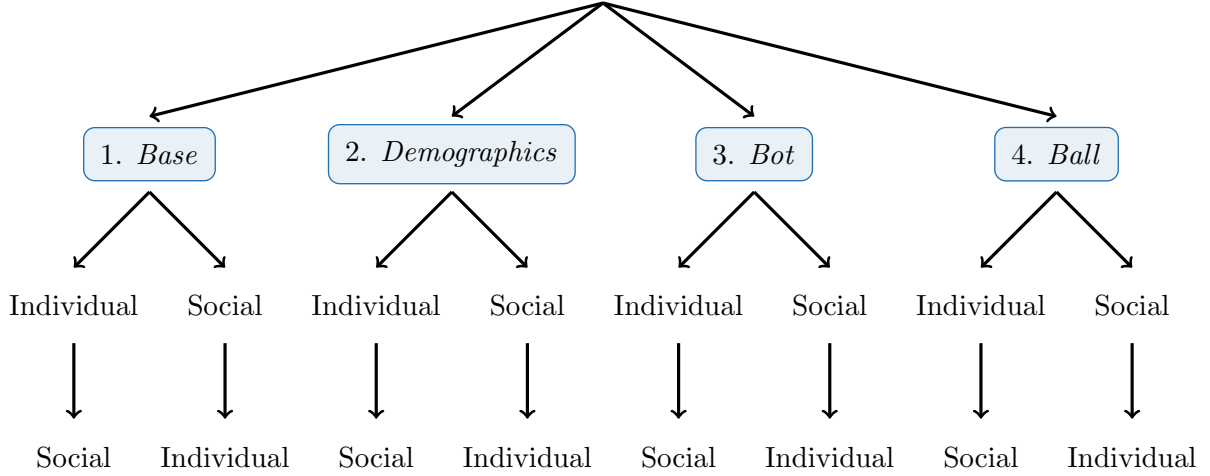 1. Base 2. Demographics 3. Bot 4. Ball
Individual Social Individual Social Individual Social Individual Social
Social Individual Social Individual Social Individual Social Individual